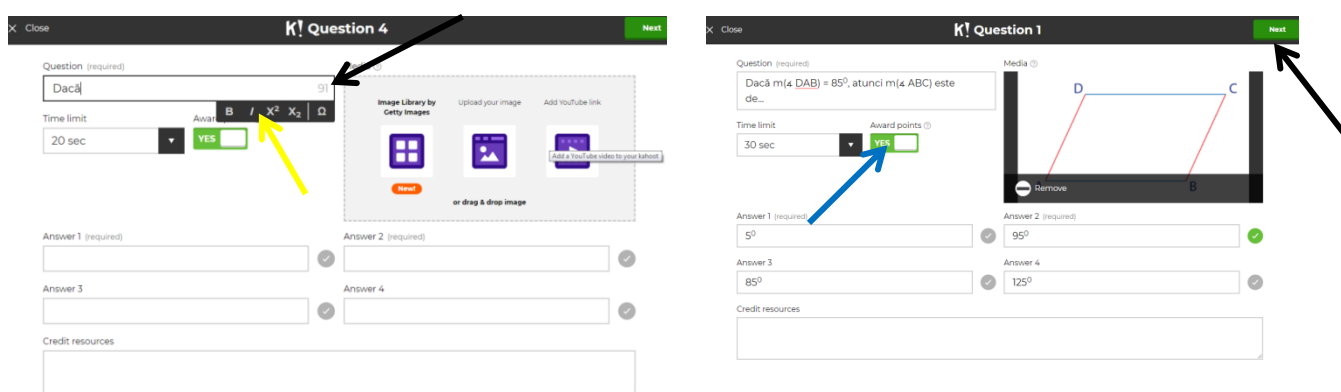 Close
K! Question 4
Next
Question (required)
Dacă
91
B I X² X₂ Ω
Time limit
20 sec
YES
Image Library by
Getty Images
Upload your image
Add YouTube link
Add a YouTube video to your kahoot
New!
or drag & drop image
Answer 1 (required)
Answer 2 (required)
Answer 3
Answer 4
Credit resources
Close
K! Question 1
Next
Question (required)
Dacă m(∡ DAB) = 85⁰, atunci m(∡ ABC) este
de...
Media
Time limit
30 sec
Award points
YES
D
C
B
Remove
Answer 1 (required)
5⁰
Answer 2 (required)
95⁰
Answer 3
85⁰
Answer 4
125⁰
Credit resources